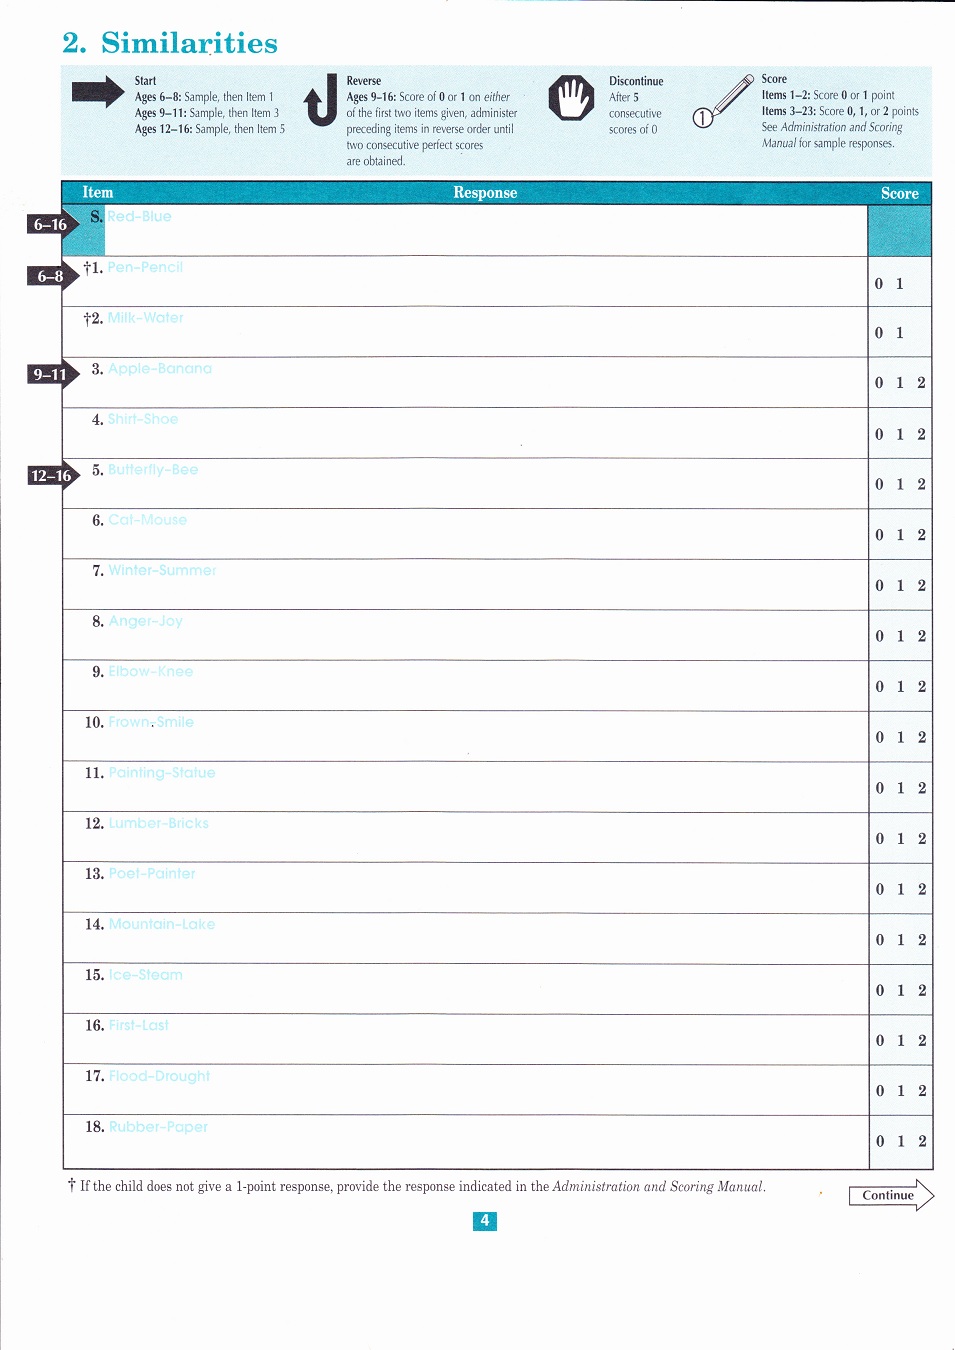 2. Similarities
Start
Ages 6–8: Sample, then Item 1
Ages 9–11: Sample, then Item 3
Ages 12–16: Sample, then Item 5
Reverse
Ages 9–16: Score of 0 or 1 on either
of the first two items given, administer
preceding items in reverse order until
two consecutive perfect scores
are obtained.
Discontinue
After 5
consecutive
scores of 0
1
Score
Items 1–2: Score 0 or 1 point
Items 3–23: Score 0, 1, or 2 points
See Administration and Scoring
Manual for sample responses.
Item Response Score
6–16 S. Red–Blue
6–8 †1. Pen–Pencil
0 1
†2. Milk–Water
0 1
9–11 3. Apple–Banana
0 1 2
4. Shirt–Shoe
0 1 2
12–16 5. Butterfly–Bee
0 1 2
6. Cat–Mouse
0 1 2
7. Winter–Summer
0 1 2
8. Anger–Joy
0 1 2
9. Elbow–Knee
0 1 2
10. Frown–Smile
0 1 2
11. Painting–Statue
0 1 2
12. Lumber–Bricks
0 1 2
13. Poet–Painter
0 1 2
14. Mountain–Lake
0 1 2
15. Ice–Steam
0 1 2
16. First–Last
0 1 2
17. Flood–Drought
0 1 2
18. Rubber–Paper
0 1 2
† If the child does not give a 1-point response, provide the response indicated in the Administration and Scoring Manual.
Continue
4